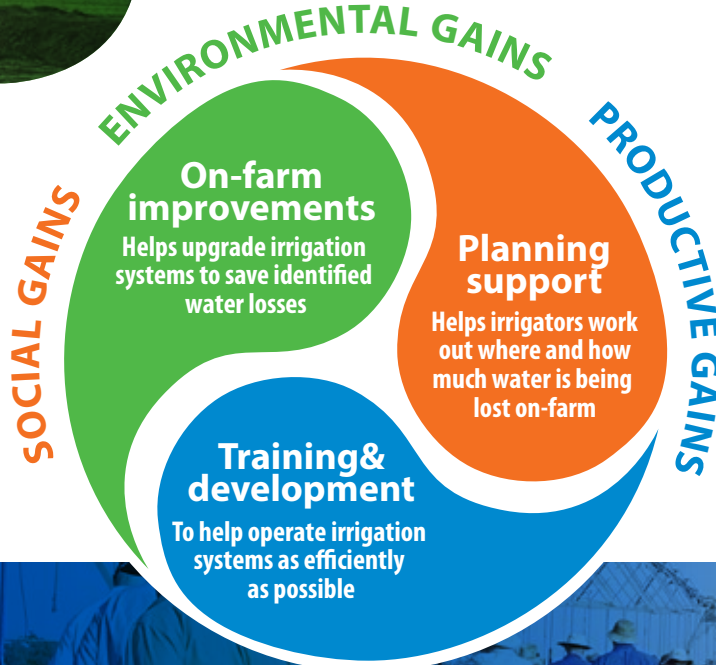 ENVIRONMENTAL GAINS
PRODUCTIVE GAINS
SOCIAL GAINS
On-farm
improvements
Helps upgrade irrigation
systems to save identified
water losses
Planning
support
Helps irrigators work
out where and how
much water is being
lost on-farm
Training&
development
To help operate irrigation
systems as efficiently
as possible